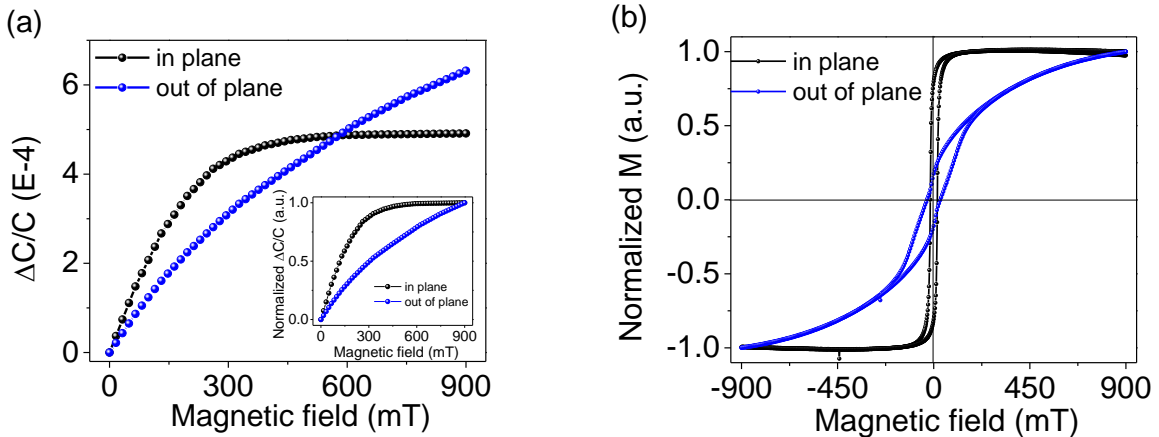 (a)
in plane
out of plane
ΔC/C (E-4)
6
4
2
0
0
300
600
900
Magnetic field (mT)
Normalized ΔC/C (a.u.)
1.0
0.5
0.0
in plane
out of plane
0
300
600
900
Magnetic field (mT)
(b)
in plane
out of plane
Normalized M (a.u.)
1.0
0.5
0.0
-0.5
-1.0
-900
-450
0
450
900
Magnetic field (mT)